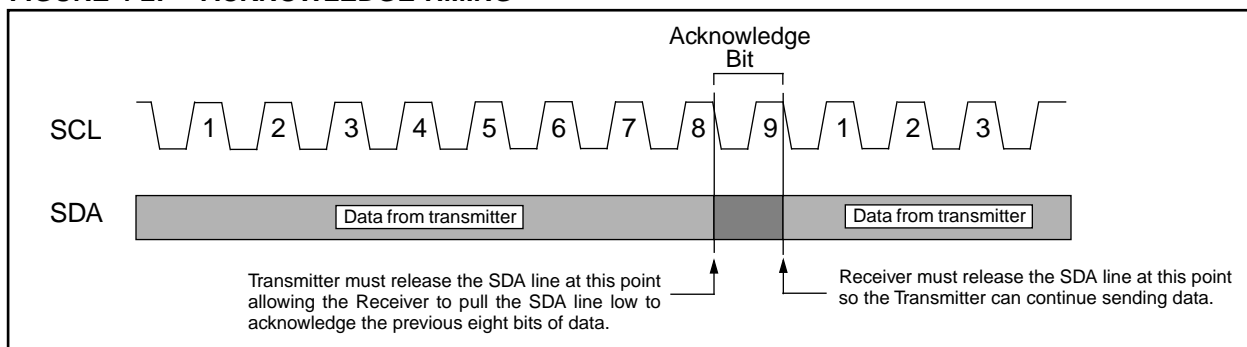 Acknowledge
Bit
SCL
1 2 3 4 5 6 7 8 9 1 2 3
SDA
Data from transmitter
Data from transmitter
Transmitter must release the SDA line at this point
allowing the Receiver to pull the SDA line low to
acknowledge the previous eight bits of data.
Receiver must release the SDA line at this point
so the Transmitter can continue sending data.